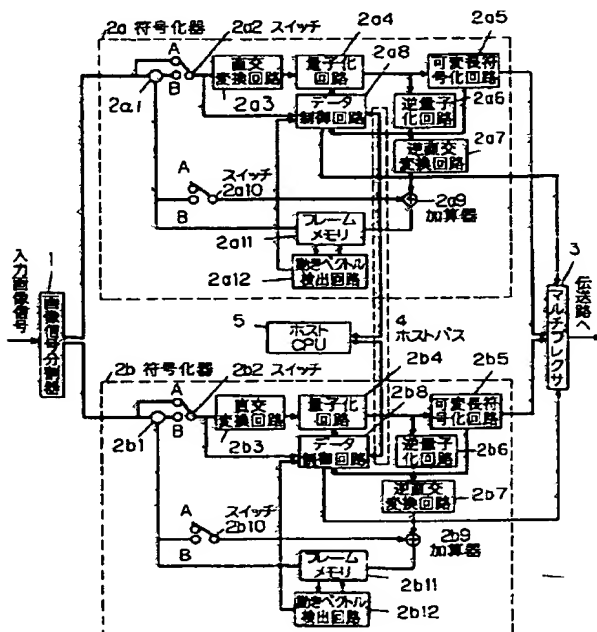 2a 符号化器
2a2 スイッチ
2a4
2a5
A
B
2a1
直交
変換回路
2a3
量子化
回路
2a8
可変長符
号化回路
データ
制御回路
逆量子
化回路
2a6
逆直交
変換回路
2a7
A
B
スイッチ
2a10
2a9
加算器
フレーム
メモリ
2a11
動きベクトル
検出回路
2a12
入力画像信号
1
画像信号分割器
5
ホスト
CPU
4
ホストバス
3
マルチプレクサ
伝送路へ
2b 符号化器
2b2 スイッチ
2b4
2b5
A
B
2b1
直交
変換回路
2b3
量子化
回路
2b8
可変長符
号化回路
データ
制御回路
逆量子
化回路
2b6
逆直交
変換回路
2b7
A
B
スイッチ
2b10
2b9
加算器
フレーム
メモリ
2b11
動きベクトル
検出回路
2b12